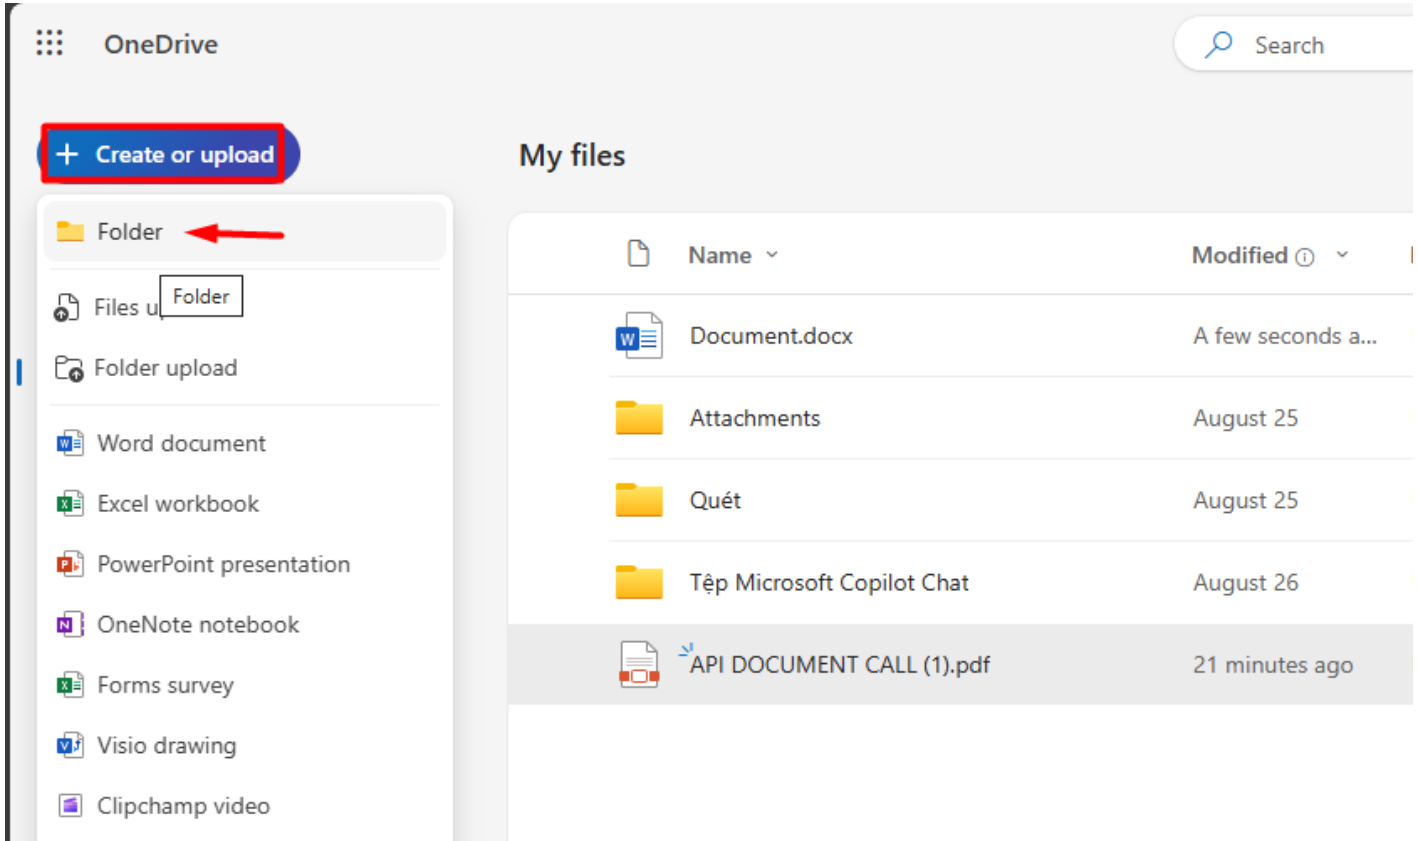 OneDrive
Search
+ Create or upload
My files
Folder
Folder
Files u
Folder upload
Word document
Excel workbook
PowerPoint presentation
OneNote notebook
Forms survey
Visio drawing
Clipchamp video
Name Modified
Document.docx A few seconds a...
Attachments August 25
Quét August 25
Tệp Microsoft Copilot Chat August 26
API DOCUMENT CALL (1).pdf 21 minutes ago